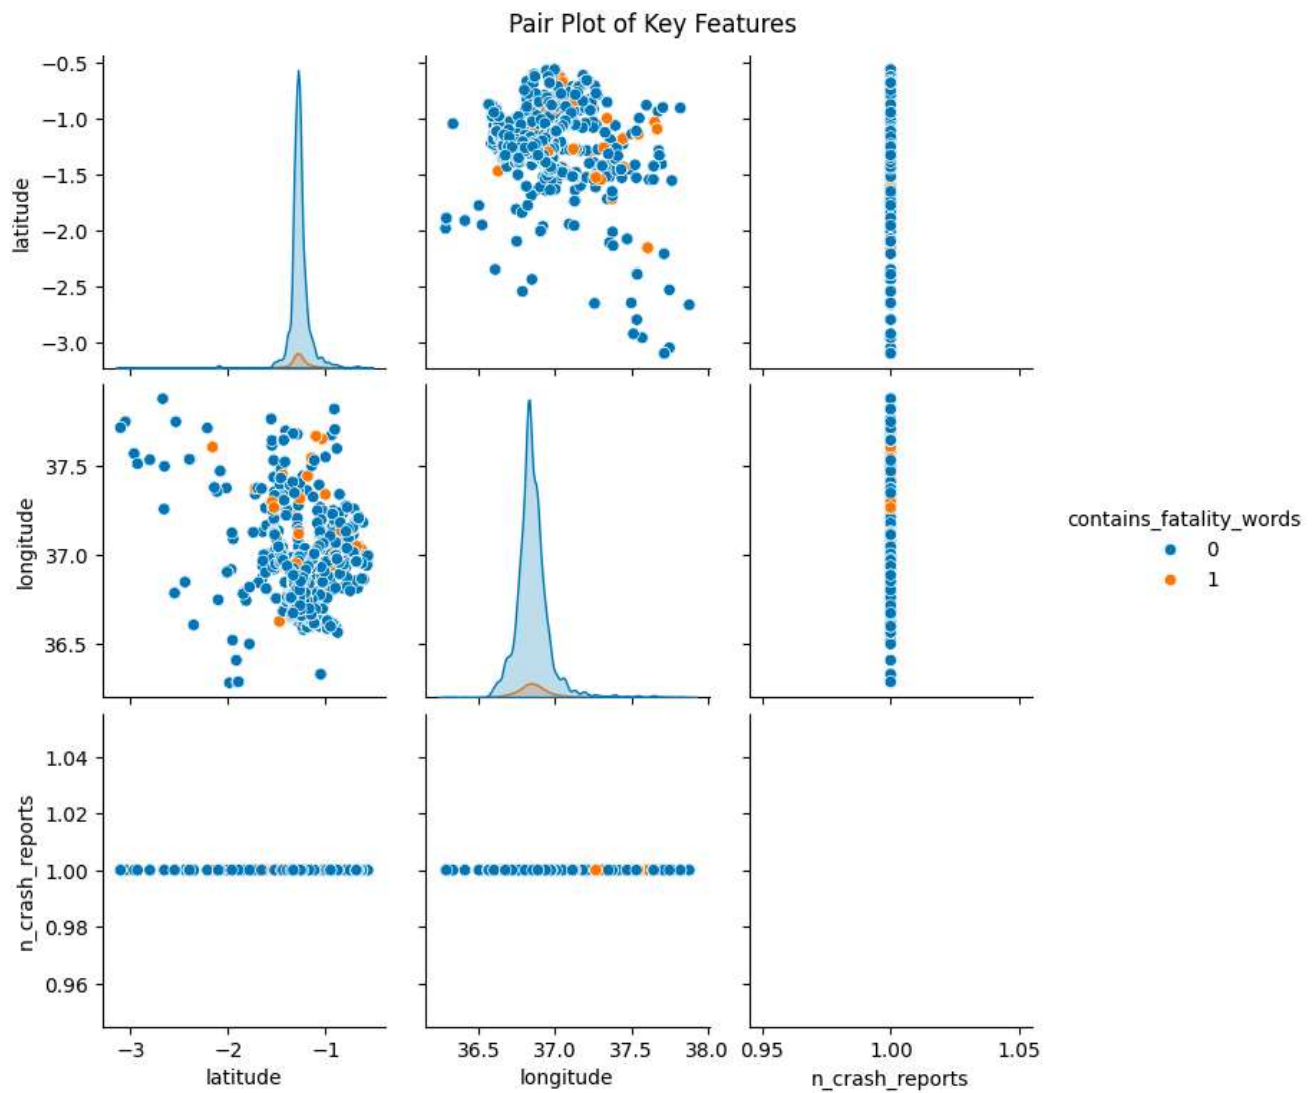 Pair Plot of Key Features
−0.5
−1.0
−1.5
−2.0
−2.5
−3.0
latitude
37.5
37.0
36.5
longitude
contains_fatality_words
0
1
1.04
1.02
1.00
0.98
0.96
n_crash_reports
−3 −2 −1
latitude
36.5 37.0 37.5 38.0
longitude
0.95 1.00 1.05
n_crash_reports